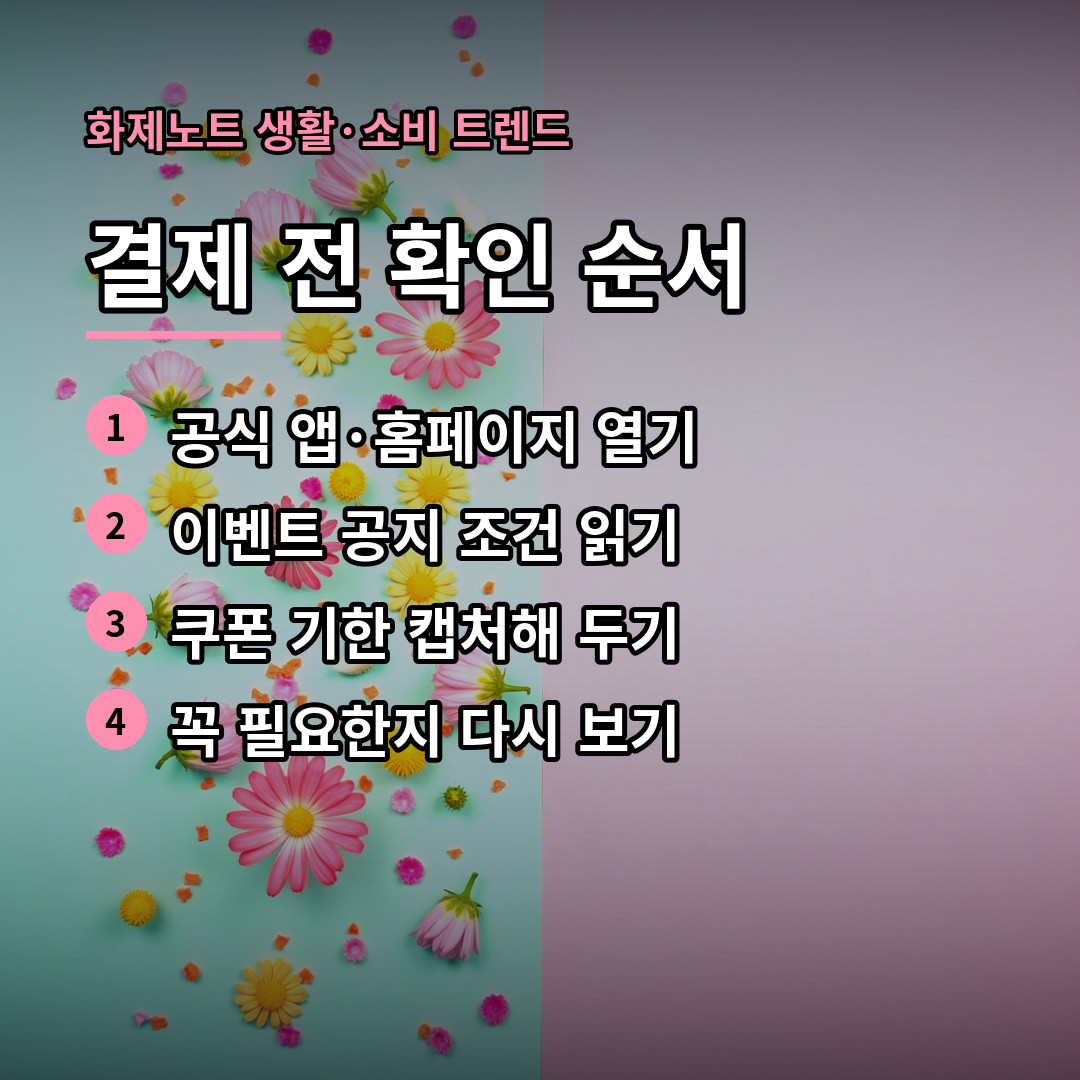 화제노트 생활·소비 트렌드
결제 전 확인 순서
1 공식 앱·홈페이지 열기
2 이벤트 공지 조건 읽기
3 쿠폰 기한 캡처해 두기
4 꼭 필요한지 다시 보기